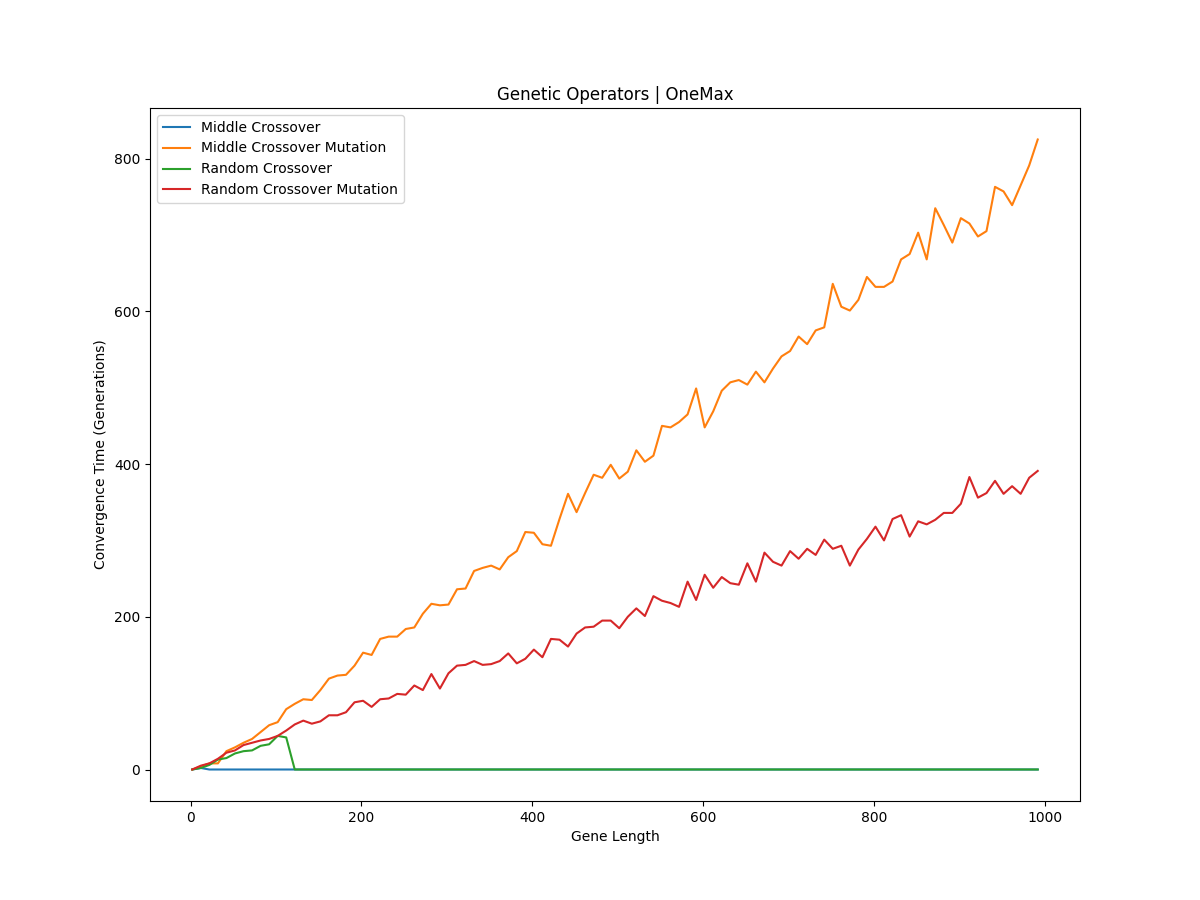 Genetic Operators | OneMax
Middle Crossover
Middle Crossover Mutation
Random Crossover
Random Crossover Mutation
Convergence Time (Generations)
800
600
400
200
0
0 200 400 600 800 1000
Gene Length